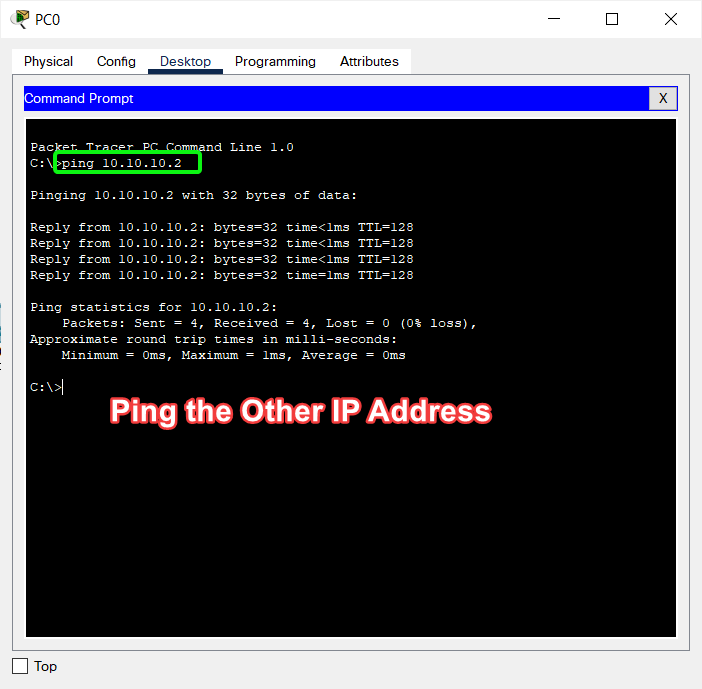 PC0
Physical Config Desktop Programming Attributes
Command Prompt X
Packet Tracer PC Command Line 1.0
C:\>ping 10.10.10.2
Pinging 10.10.10.2 with 32 bytes of data:
Reply from 10.10.10.2: bytes=32 time<1ms TTL=128
Reply from 10.10.10.2: bytes=32 time<1ms TTL=128
Reply from 10.10.10.2: bytes=32 time<1ms TTL=128
Reply from 10.10.10.2: bytes=32 time=1ms TTL=128
Ping statistics for 10.10.10.2:
Packets: Sent = 4, Received = 4, Lost = 0 (0% loss),
Approximate round trip times in milli-seconds:
Minimum = 0ms, Maximum = 1ms, Average = 0ms
C:\>
Ping the Other IP Address
Top